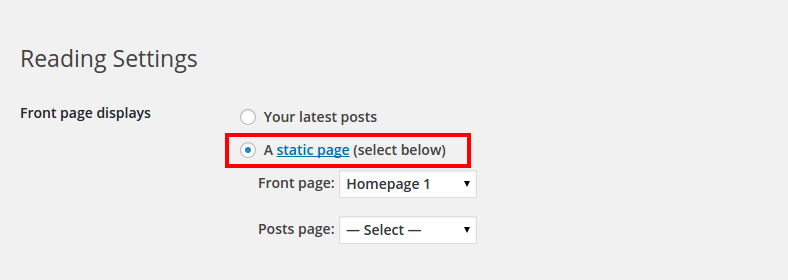 Reading Settings
Front page displays
Your latest posts
A static page (select below)
Front page: Homepage 1
Posts page: — Select —